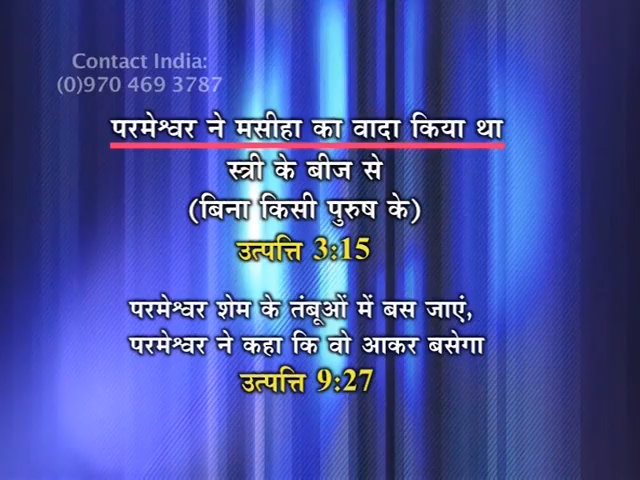 Contact India:
(0)970 469 3787
परमेश्वर ने मसीहा का वादा किया था
स्त्री के बीज से
(बिना किसी पुरुष के)
उत्पत्ति 3:15
परमेश्वर शेम के तंबूओं में बस जाएं,
परमेश्वर ने कहा कि वो आकर बसेगा
उत्पत्ति 9:27